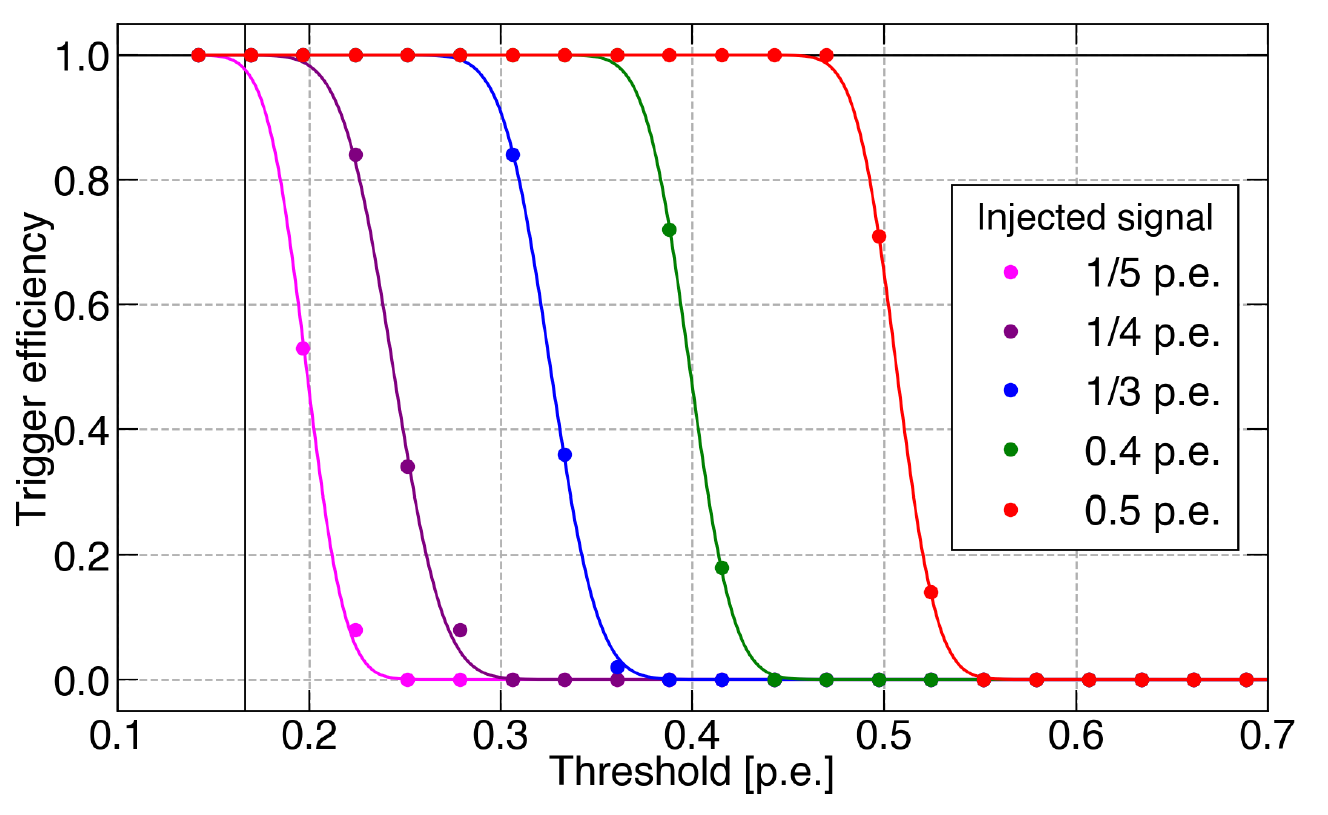 1.0
0.8
0.6
0.4
0.2
0.0
Trigger efficiency
0.1 0.2 0.3 0.4 0.5 0.6 0.7
Threshold [p.e.]
Injected signal
1/5 p.e.
1/4 p.e.
1/3 p.e.
0.4 p.e.
0.5 p.e.